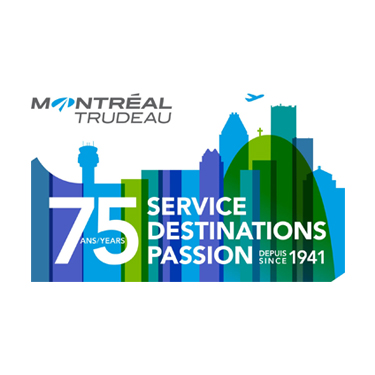 MONTRÉAL
TRUDEAU
75 ANS/YEARS
SERVICE
DESTINATIONS
PASSION DEPUIS SINCE 1941